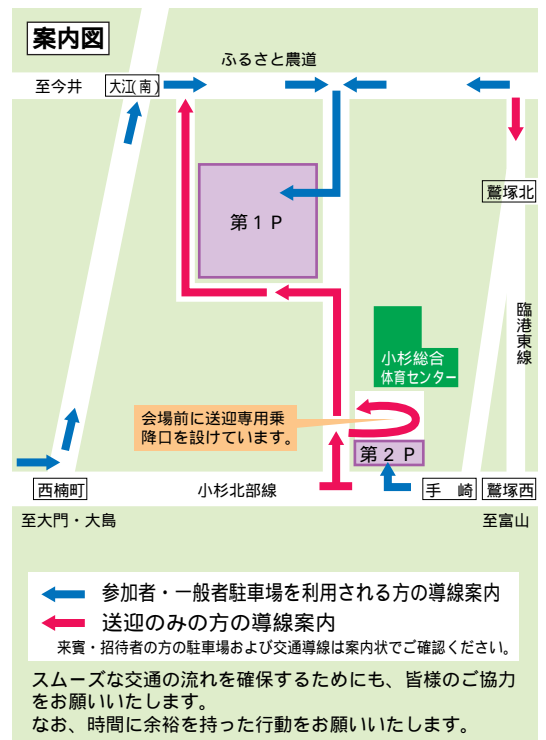 案内図
ふるさと農道
至今井
大江(南)
鷲塚北
第１Ｐ
臨港東線
小杉総合
体育センター
会場前に送迎専用乗
降口を設けています。
第２Ｐ
西楠町
小杉北部線
手　崎
鷲塚西
至大門・大島
至富山
参加者・一般者駐車場を利用される方の導線案内
送迎のみの方の導線案内
来賓・招待者の方の駐車場および交通導線は案内状でご確認ください。
スムーズな交通の流れを確保するためにも、皆様のご協力
をお願いいたします。
なお、時間に余裕を持った行動をお願いいたします。